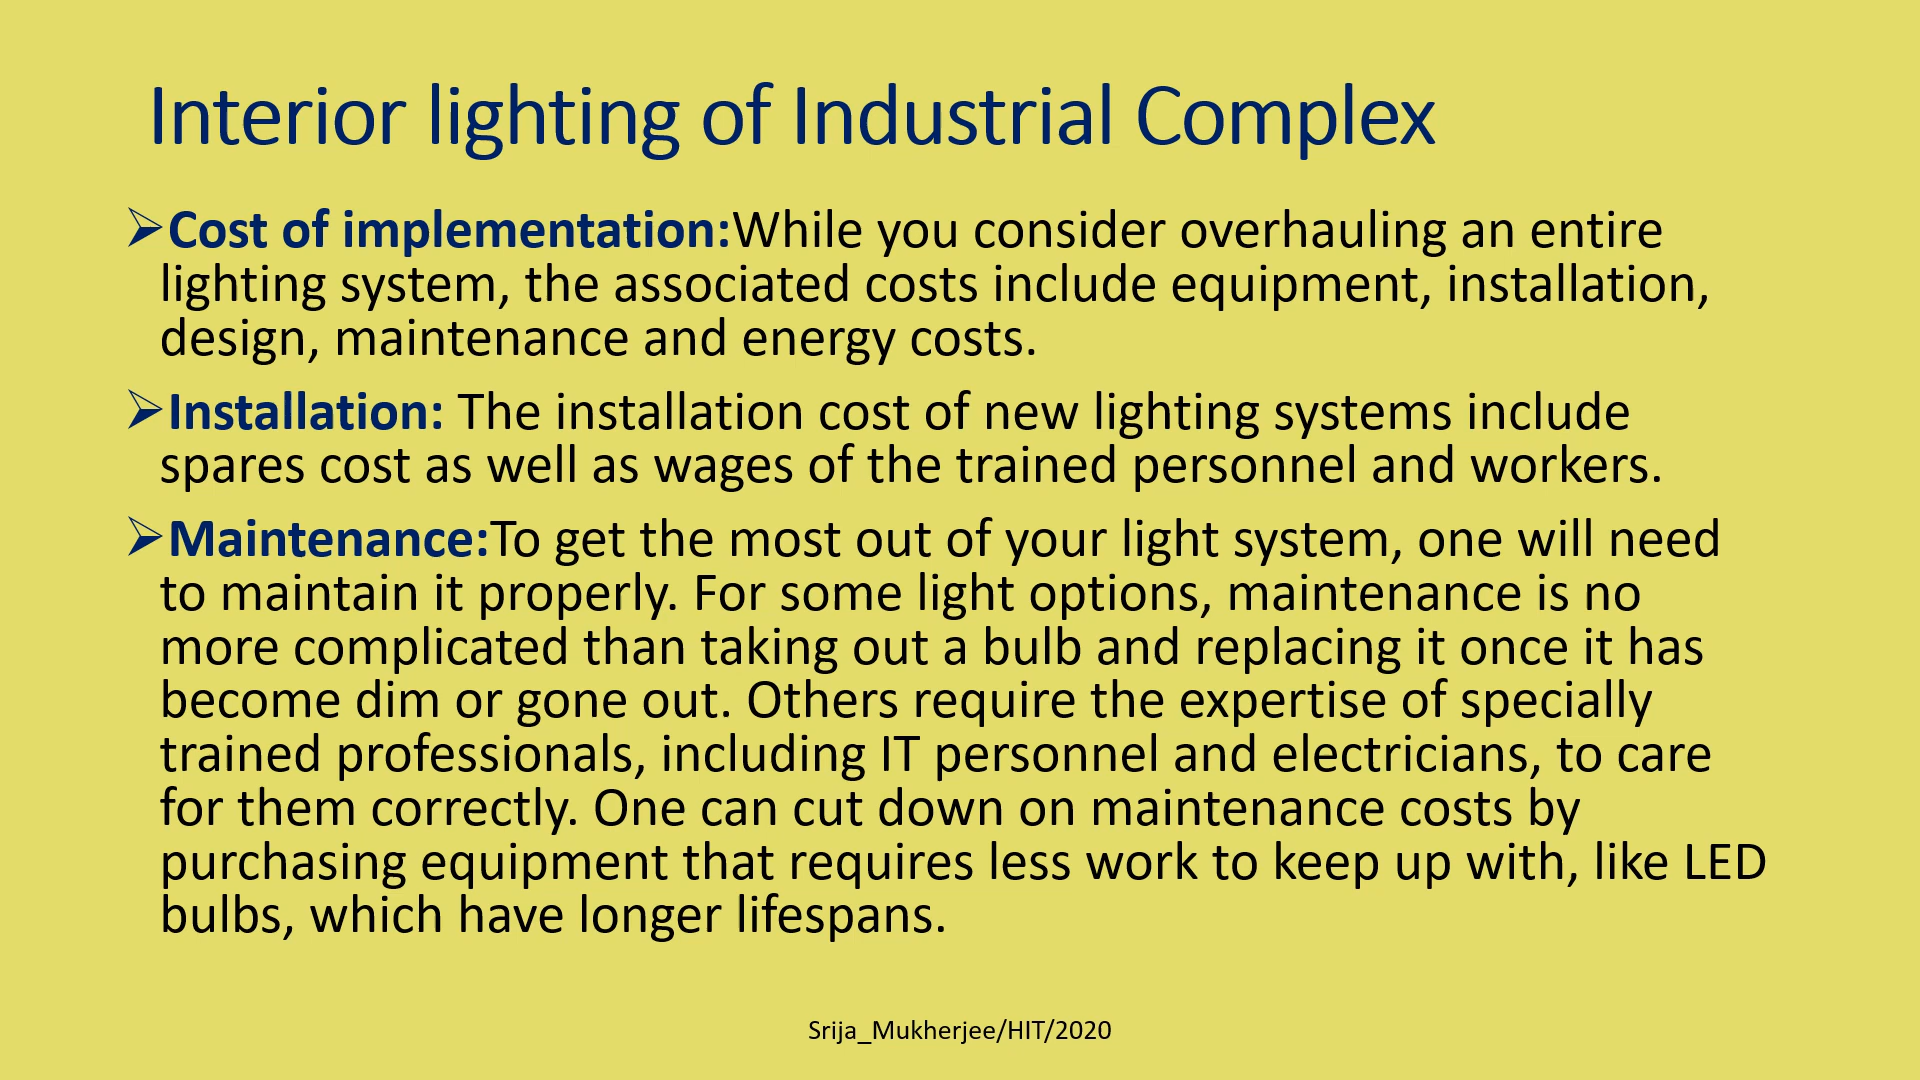 Interior lighting of Industrial Complex
➢Cost of implementation:While you consider overhauling an entire
lighting system, the associated costs include equipment, installation,
design, maintenance and energy costs.
➢Installation: The installation cost of new lighting systems include
spares cost as well as wages of the trained personnel and workers.
➢Maintenance:To get the most out of your light system, one will need
to maintain it properly. For some light options, maintenance is no
more complicated than taking out a bulb and replacing it once it has
become dim or gone out. Others require the expertise of specially
trained professionals, including IT personnel and electricians, to care
for them correctly. One can cut down on maintenance costs by
purchasing equipment that requires less work to keep up with, like LED
bulbs, which have longer lifespans.
Srija_Mukherjee/HIT/2020